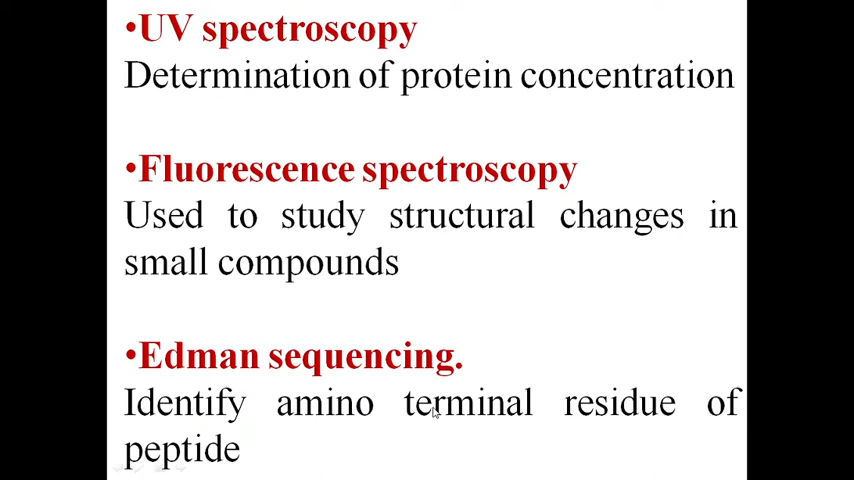 •UV spectroscopy
Determination of protein concentration
•Fluorescence spectroscopy
Used to study structural changes in
small compounds
•Edman sequencing.
Identify amino terminal residue of
peptide